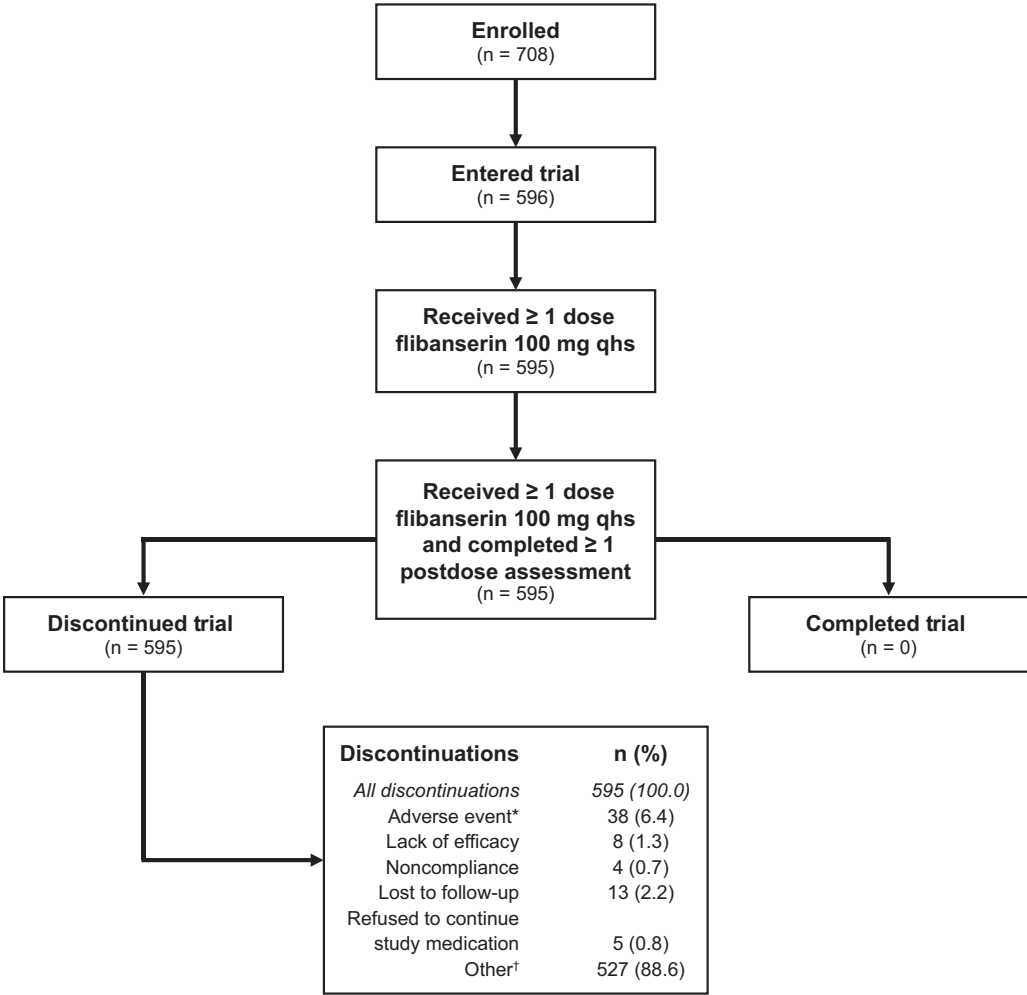 Enrolled
(n = 708)
Entered trial
(n = 596)
Received ≥ 1 dose
flibanserin 100 mg qhs
(n = 595)
Received ≥ 1 dose
flibanserin 100 mg qhs
and completed ≥ 1
postdose assessment
(n = 595)
Discontinued trial
(n = 595)
Completed trial
(n = 0)
Discontinuations n (%)
All discontinuations 595 (100.0)
Adverse event* 38 (6.4)
Lack of efficacy 8 (1.3)
Noncompliance 4 (0.7)
Lost to follow-up 13 (2.2)
Refused to continue
study medication 5 (0.8)
Other† 527 (88.6)